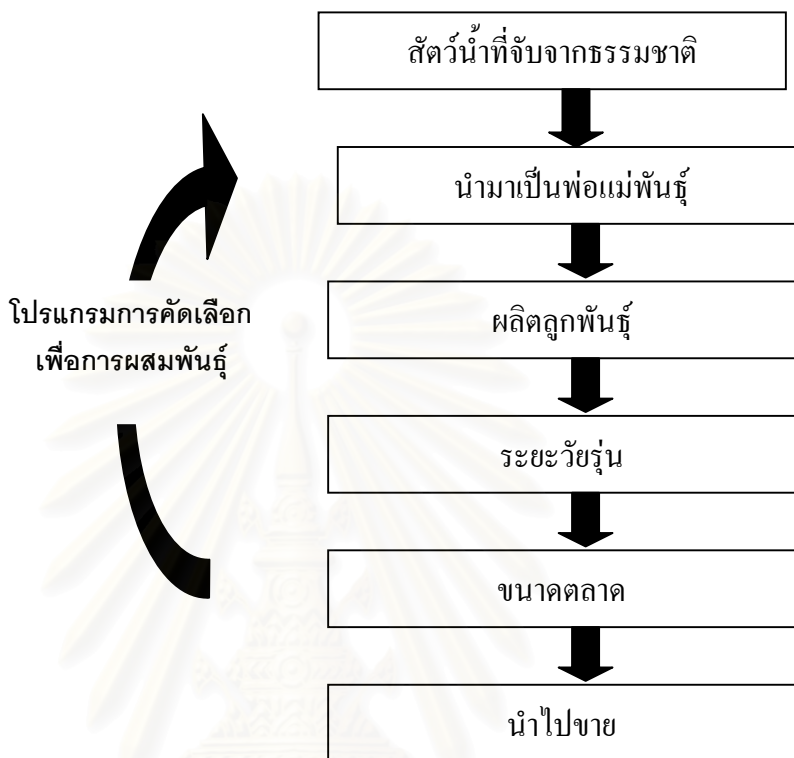 สัตว์น้ำที่จับจากธรรมชาติ
นำมาเป็นพ่อแม่พันธุ์
โปรแกรมการคัดเลือก
เพื่อการผสมพันธุ์
ผลิตลูกพันธุ์
ระยะวัยรุ่น
ขนาดตลาด
นำไปขาย